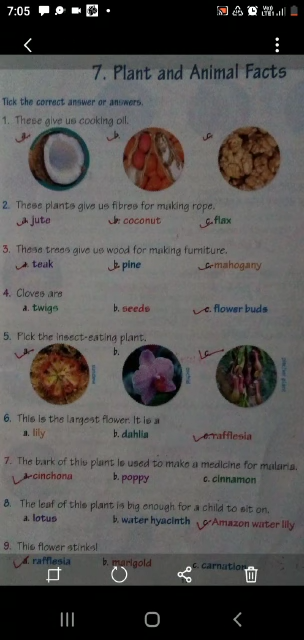 7:05
7. Plant and Animal Facts
Tick the correct answer or answers.
1. These give us cooking oil.
a. b. c.
2. These plants give us fibres for making rope.
a. jute b. coconut c. flax
3. These trees give us wood for making furniture.
a. teak b. pine c. mahogany
4. Cloves are
a. twigs b. seeds c. flower buds
5. Pick the insect-eating plant.
a. b. c.
6. This is the largest flower. It is a
a. lily b. dahlia c. rafflesia
7. The bark of this plant is used to make a medicine for malaria.
a. cinchona b. poppy c. cinnamon
8. The leaf of this plant is big enough for a child to sit on.
a. lotus b. water hyacinth c. Amazon water lily
9. This flower stinks!
a. rafflesia b. marigold c. carnation